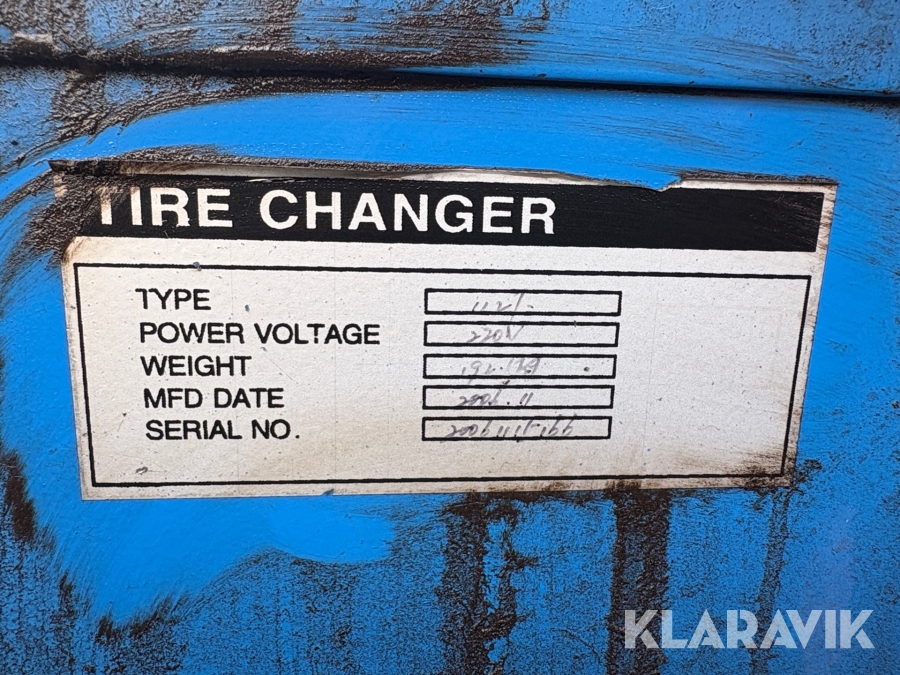 TIRE CHANGER
TYPE
POWER VOLTAGE 220V
WEIGHT
MFD DATE
SERIAL NO.
KLARAVIK